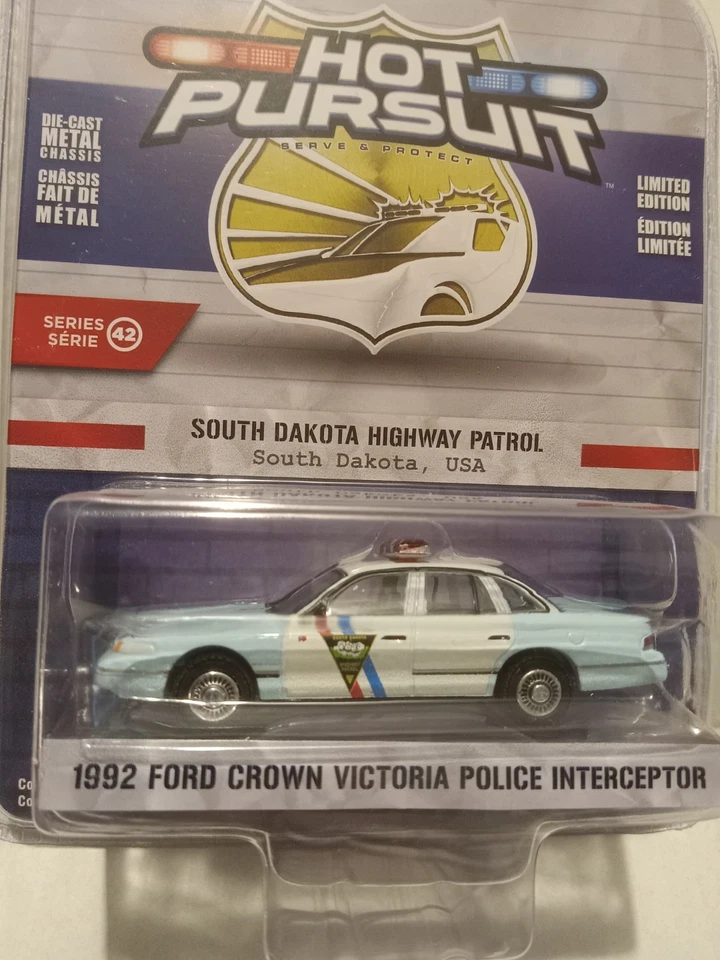 HOT
PURSUIT
SERVE & PROTECT
™
DIE-CAST
METAL
CHASSIS
CHÂSSIS
FAIT DE
MÉTAL
LIMITED
EDITION
ÉDITION
LIMITÉE
SERIES
SÉRIE
42
SOUTH DAKOTA HIGHWAY PATROL
South Dakota, USA
1992 FORD CROWN VICTORIA POLICE INTERCEPTOR